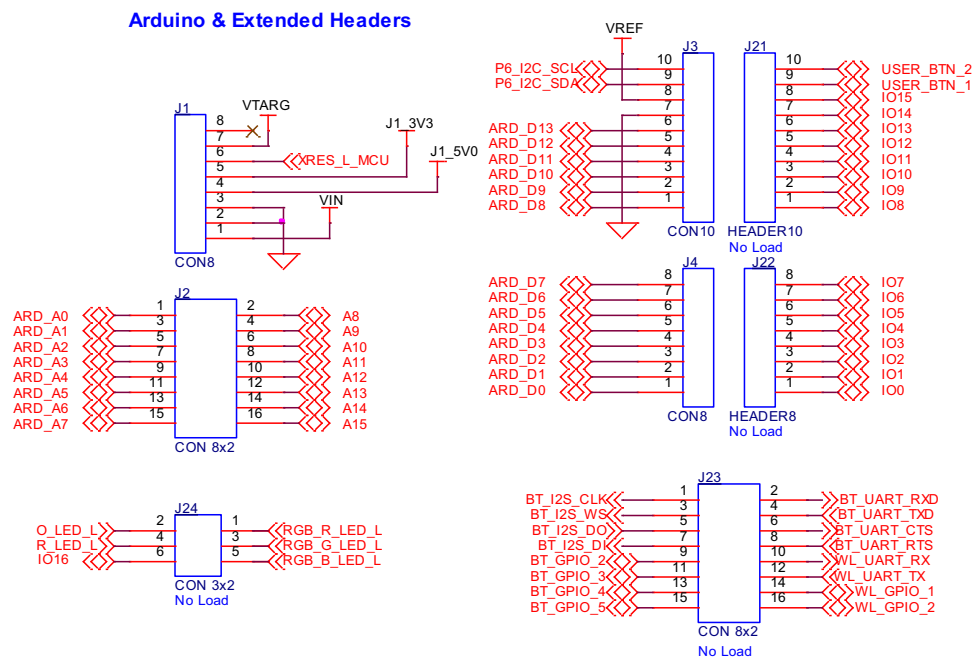 Arduino & Extended Headers
J1
VTARG
8
7
6
5
4
3
2
1
XRES_L_MCU
J1_3V3
J1_5V0
VIN
CON8
VREF
J3
P6_I2C_SCL 10
P6_I2C_SDA 9
8
7
ARD_D13 6
ARD_D12 5
ARD_D11 4
ARD_D10 3
ARD_D9 2
ARD_D8 1
CON10
J21
10 USER_BTN_2
9 USER_BTN_1
8 IO15
7 IO14
6 IO13
5 IO12
4 IO11
3 IO10
2 IO9
1 IO8
HEADER10
No Load
J2
ARD_A0 1 2 A8
ARD_A1 3 4 A9
ARD_A2 5 6 A10
ARD_A3 7 8 A11
ARD_A4 9 10 A12
ARD_A5 11 12 A13
ARD_A6 13 14 A14
ARD_A7 15 16 A15
CON 8x2
J4
ARD_D7 8
ARD_D6 7
ARD_D5 6
ARD_D4 5
ARD_D3 4
ARD_D2 3
ARD_D1 2
ARD_D0 1
CON8
J22
8 IO7
7 IO6
6 IO5
5 IO4
4 IO3
3 IO2
2 IO1
1 IO0
HEADER8
No Load
J24
O_LED_L 2 1 RGB_R_LED_L
R_LED_L 4 3 RGB_G_LED_L
IO16 6 5 RGB_B_LED_L
CON 3x2
No Load
J23
BT_I2S_CLK 1 2 BT_UART_RXD
BT_I2S_WS 3 4 BT_UART_TXD
BT_I2S_DO 5 6 BT_UART_CTS
BT_I2S_DI 7 8 BT_UART_RTS
BT_GPIO_2 9 10 WL_UART_RX
BT_GPIO_3 11 12 WL_UART_TX
BT_GPIO_4 13 14 WL_GPIO_1
BT_GPIO_5 15 16 WL_GPIO_2
CON 8x2
No Load